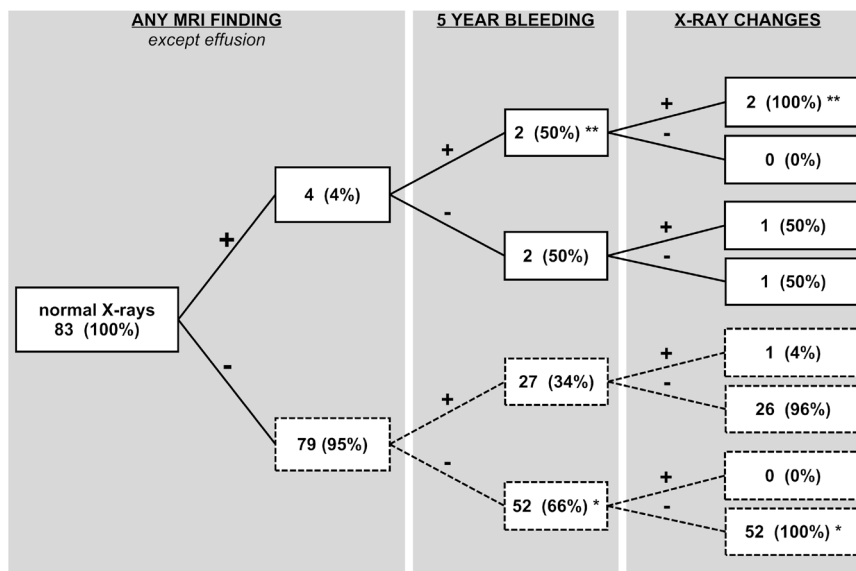 ANY MRI FINDING
except effusion
5 YEAR BLEEDING
X-RAY CHANGES
+
2 (100%) **
+
2 (50%) **
-
0 (0%)
4 (4%)
+
-
+
1 (50%)
2 (50%)
-
1 (50%)
normal X-rays
83 (100%)
-
+
1 (4%)
+
27 (34%)
-
26 (96%)
79 (95%)
-
+
0 (0%)
52 (66%) *
-
52 (100%) *